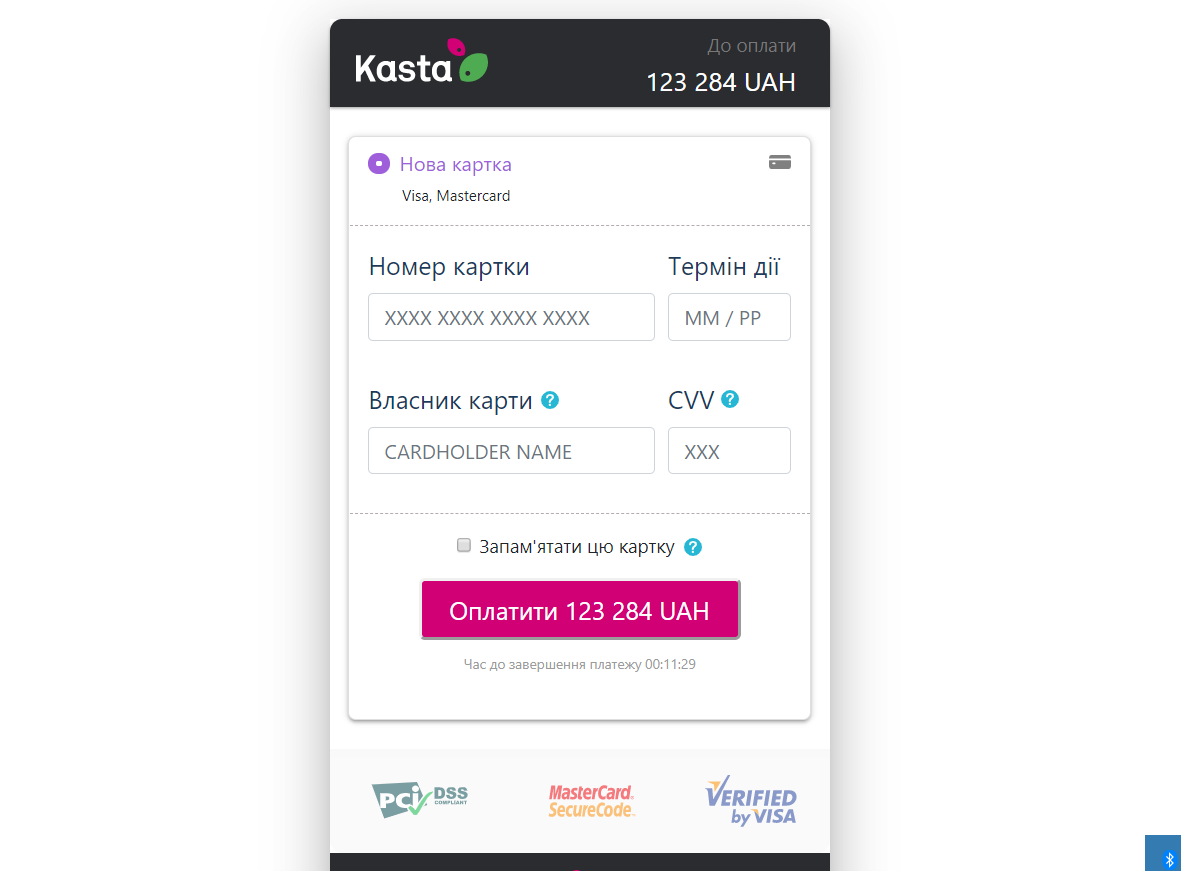 Kasta
До оплати
123 284 UAH
Нова картка
Visa, Mastercard
Номер картки
Термін дії
XXXX XXXX XXXX XXXX
ММ / РР
Власник карти ?
CVV ?
CARDHOLDER NAME
XXX
Запам'ятати цю картку ?
Оплатити 123 284 UAH
Час до завершення платежу 00:11:29
PCI DSS
COMPLIANT
MasterCard.
SecureCode.
VERIFIED
by VISA